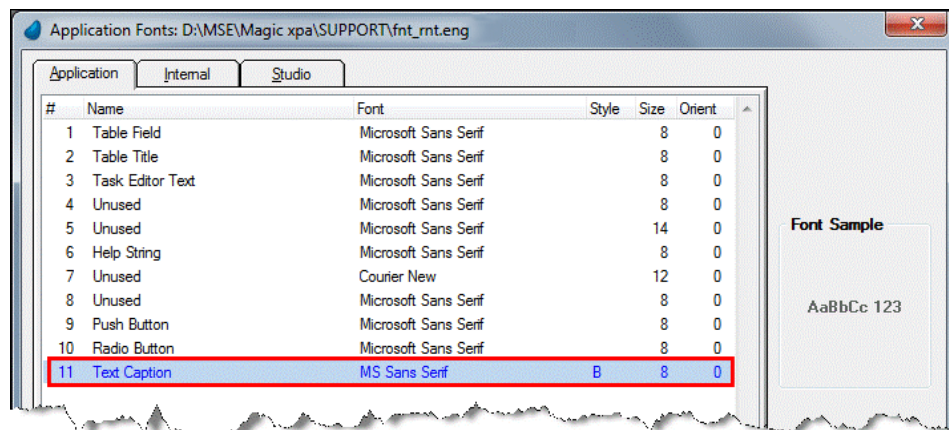 Application Fonts: D:\MSE\Magic xpa\SUPPORT\fnt_rnt.eng
Application Internal Studio
# Name Font Style Size Orient
1 Table Field Microsoft Sans Serif 8 0
2 Table Title Microsoft Sans Serif 8 0
3 Task Editor Text Microsoft Sans Serif 8 0
4 Unused Microsoft Sans Serif 8 0
5 Unused Microsoft Sans Serif 14 0
6 Help String Microsoft Sans Serif 8 0
7 Unused Courier New 12 0
8 Unused Microsoft Sans Serif 8 0
9 Push Button Microsoft Sans Serif 8 0
10 Radio Button Microsoft Sans Serif 8 0
11 Text Caption MS Sans Serif B 8 0
Font Sample
AaBbCc 123